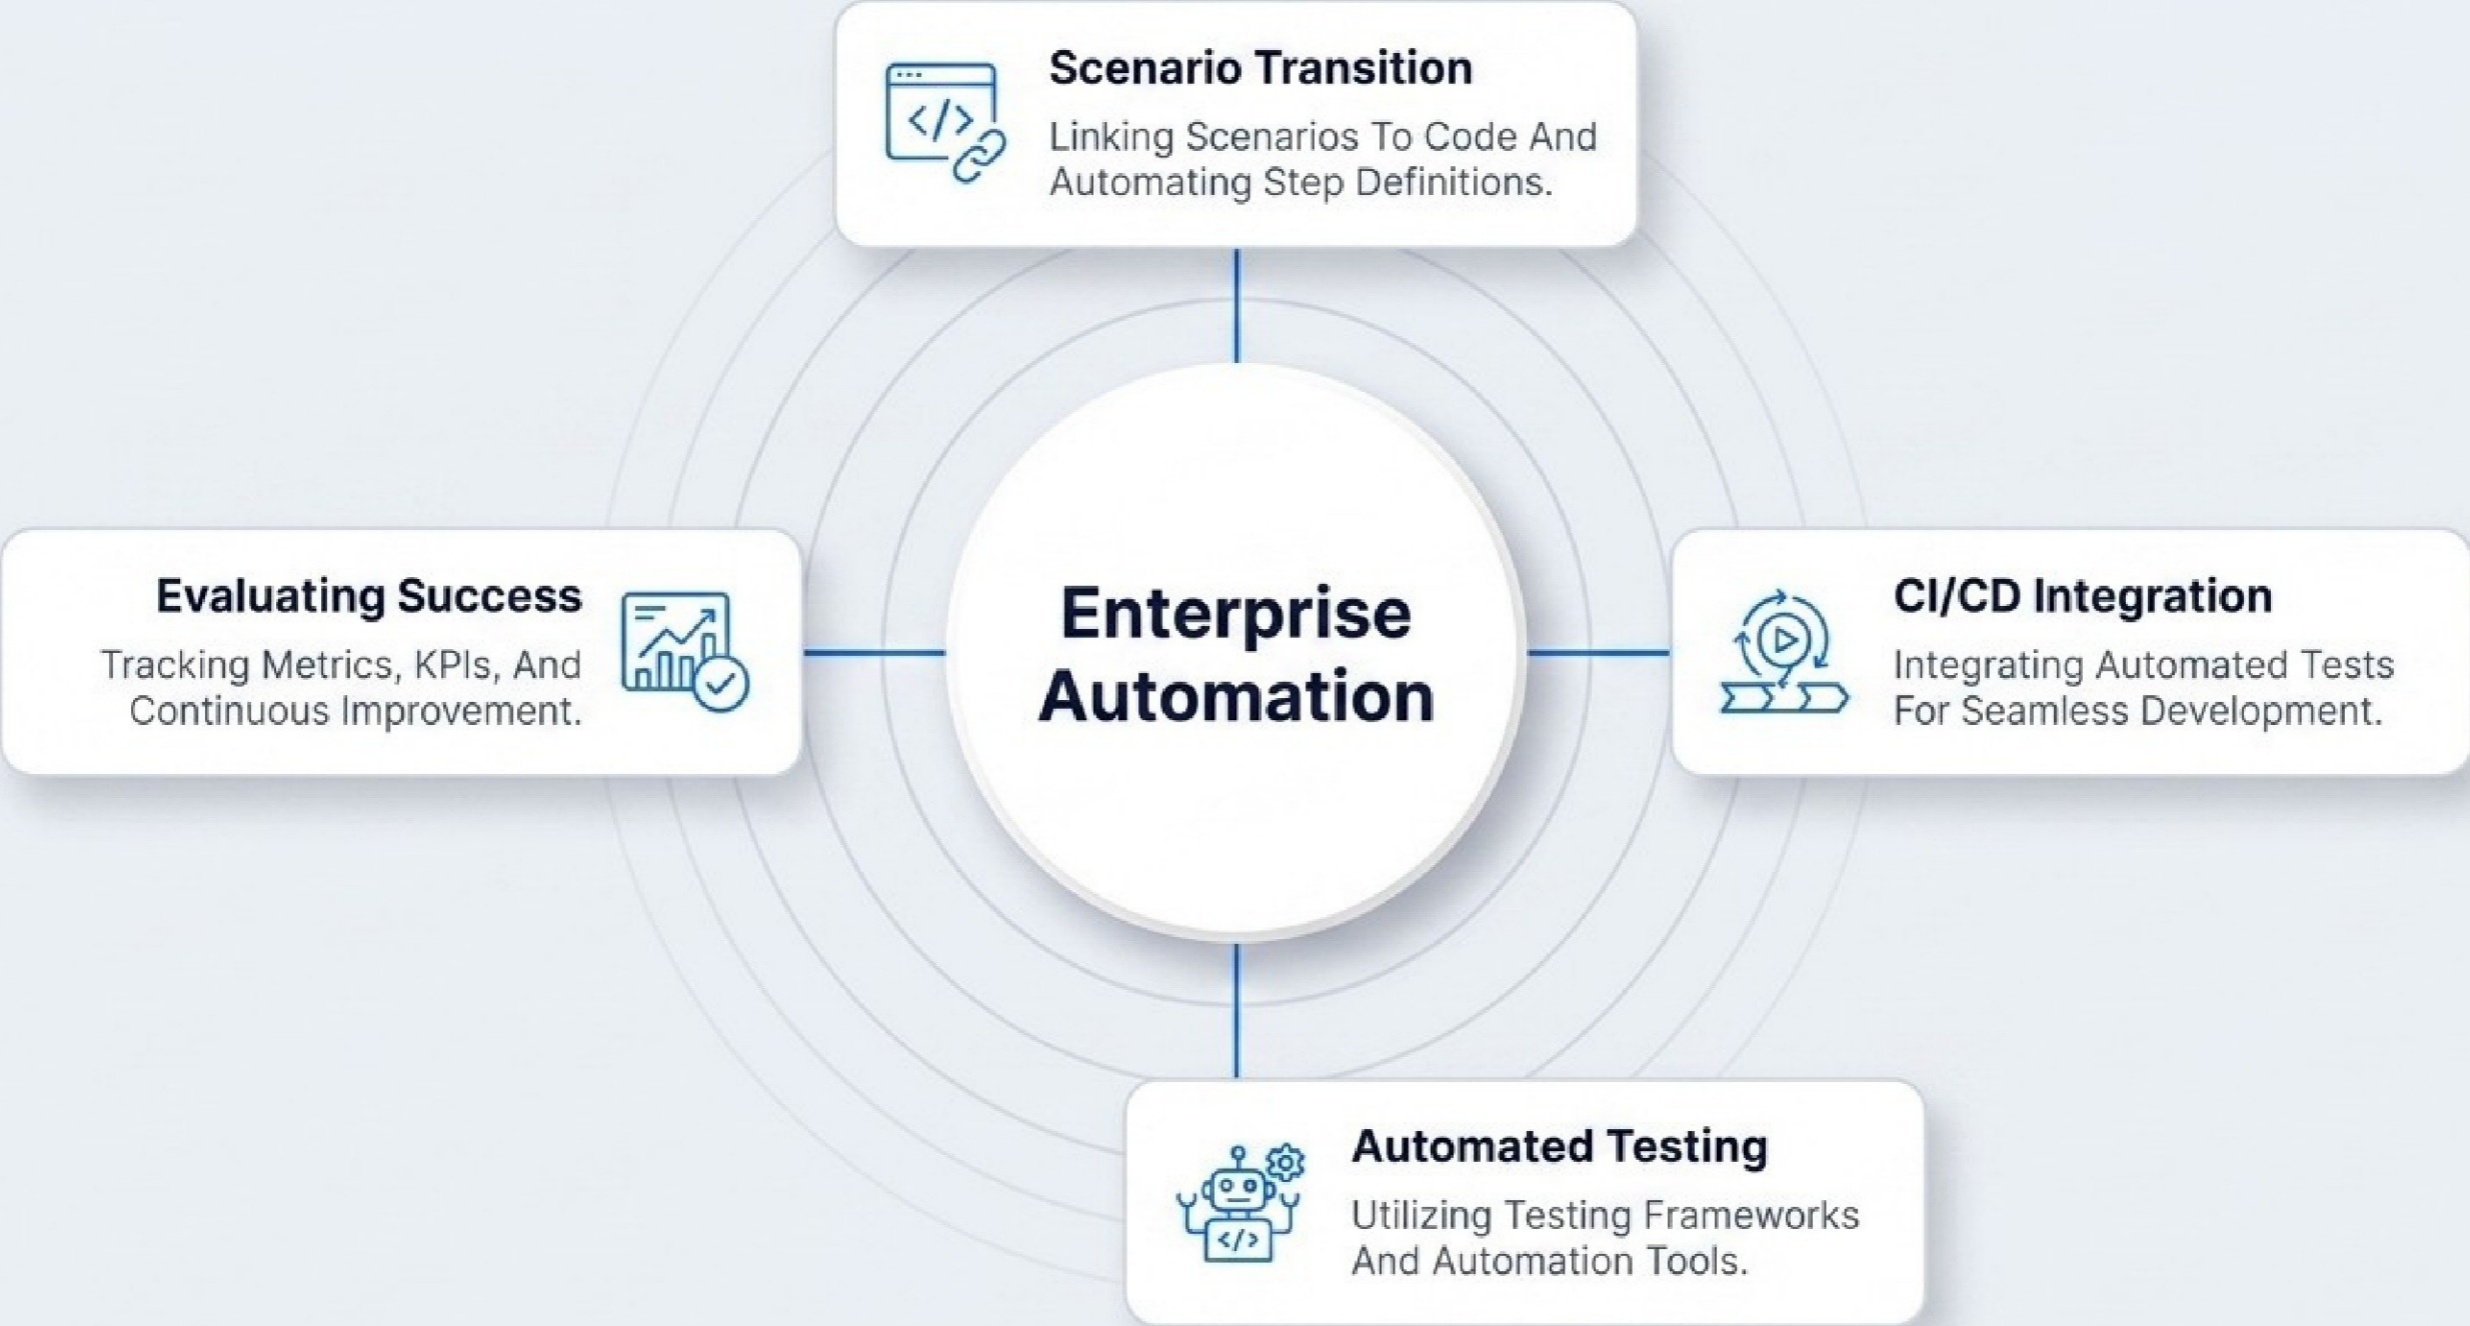 Scenario Transition
Linking Scenarios To Code And
Automating Step Definitions.
Evaluating Success
Tracking Metrics, KPIs, And
Continuous Improvement.
Enterprise
Automation
CI/CD Integration
Integrating Automated Tests
For Seamless Development.
Automated Testing
Utilizing Testing Frameworks
And Automation Tools.